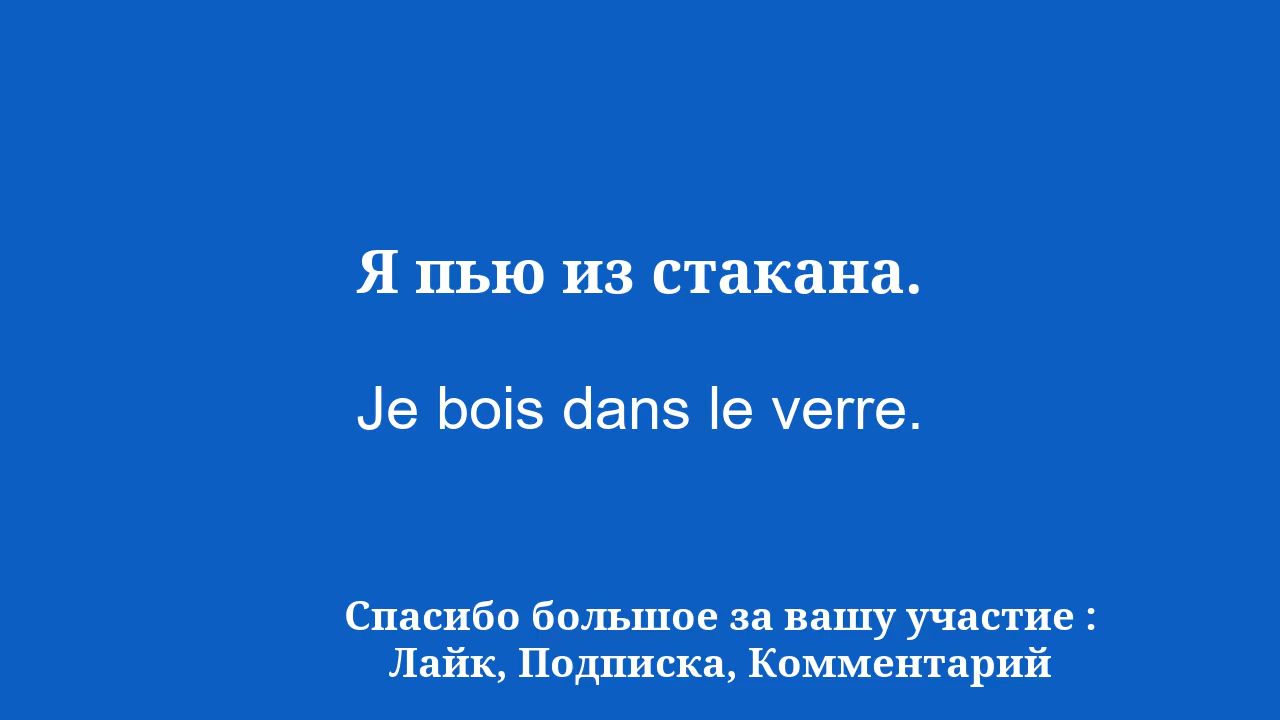 Я пью из стакана.
Je bois dans le verre.
Спасибо большое за вашу участие :
Лайк, Подписка, Комментарий